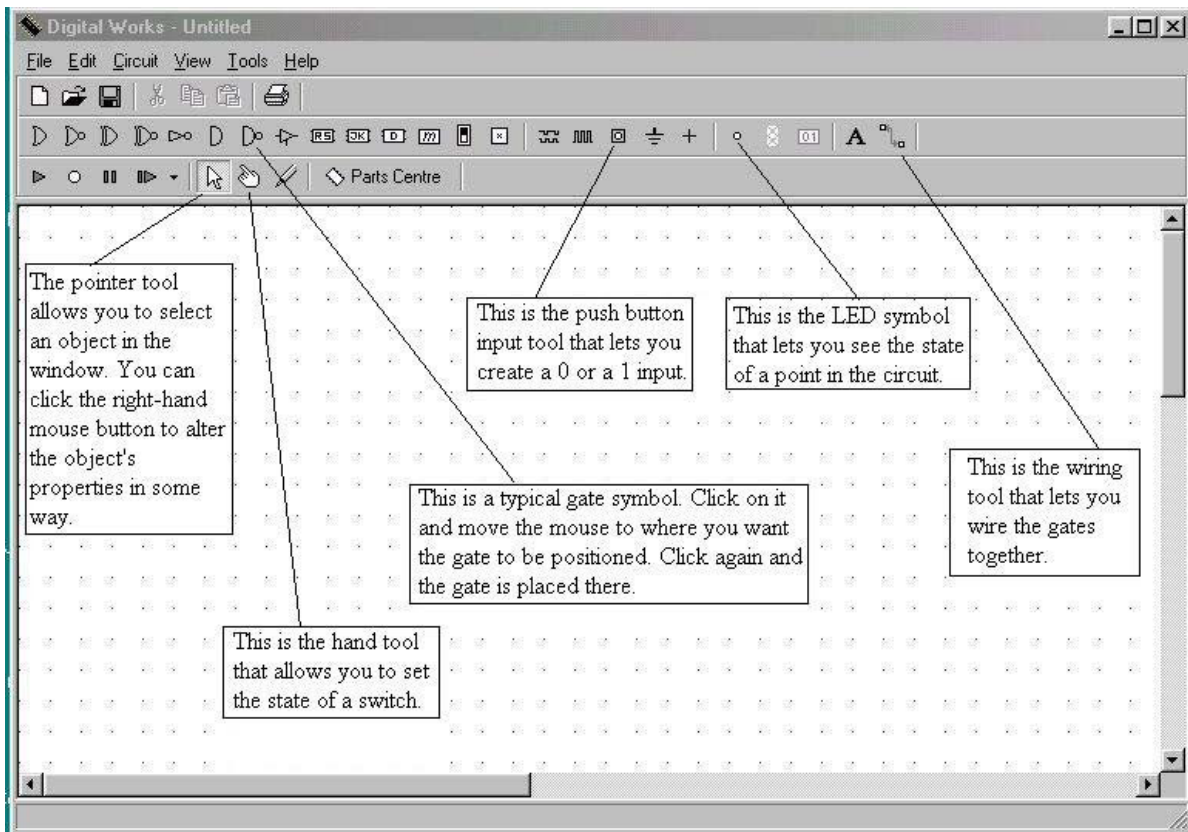 Digital Works - Untitled
File Edit Circuit View Tools Help
RS JK D m x 01 A
Parts Centre
The pointer tool
allows you to select
an object in the
window. You can
click the right-hand
mouse button to alter
the object's
properties in some
way.
This is the push button
input tool that lets you
create a 0 or a 1 input.
This is the LED symbol
that lets you see the state
of a point in the circuit.
This is the wiring
tool that lets you
wire the gates
together.
This is a typical gate symbol. Click on it
and move the mouse to where you want
the gate to be positioned. Click again and
the gate is placed there.
This is the hand tool
that allows you to set
the state of a switch.